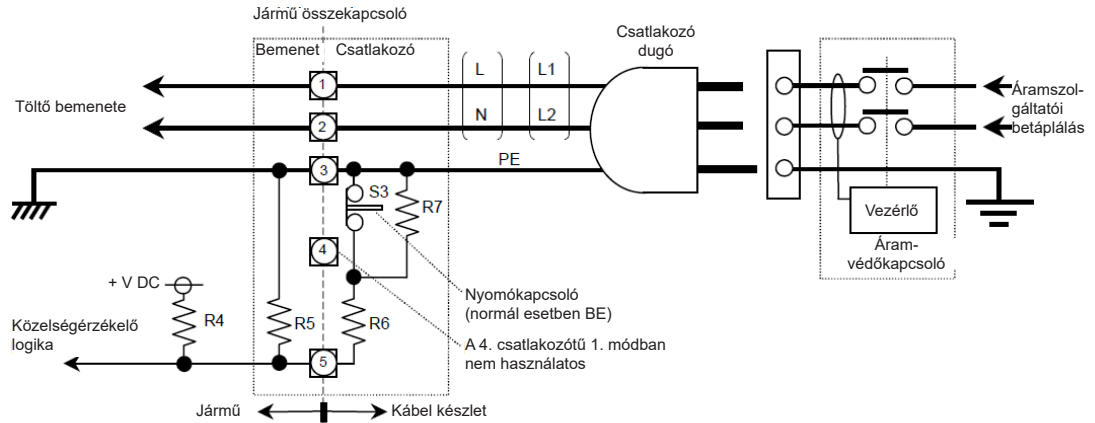 Jármű összekapcsoló
Bemenet
Csatlakozó
Csatlakozó
dugó
L
L1
N
L2
1
2
3
4
5
Töltő bemenete
Áramszol-
gáltatói
betáplálás
PE
S3
R7
Vezérlő
Áram-
védőkapcsoló
+ V DC
R4
R5
R6
Közelségérzékelő
logika
Nyomókapcsoló
(normál esetben BE)
A 4. csatlakozótű 1. módban
nem használatos
Jármű
Kábel készlet